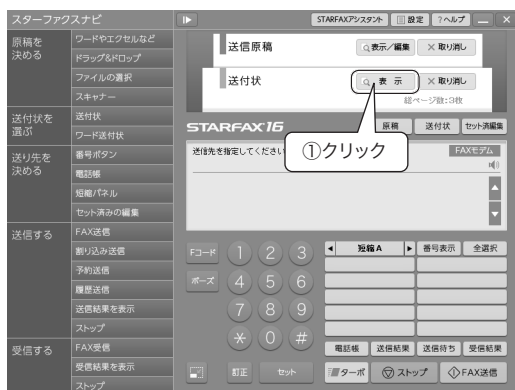 スターファクスナビ
STARFAXアシスタント 設定 ?ヘルプ
原稿を決める
ワードやエクセルなど
ドラッグ&ドロップ
ファイルの選択
スキャナー
送付状を選ぶ
送付状
ワード送付状
送り先を決める
番号ボタン
電話帳
短縮パネル
セット済みの編集
送信する
FAX送信
割り込み送信
予約送信
履歴送信
送信結果を表示
ストップ
受信する
FAX受信
受信結果を表示
ストップ
送信原稿 表示/編集 × 取り消し
送付状 表示 × 取り消し
総ページ数:3枚
STARFAX16 原稿 送付状 セット済編集
①クリック
送信先を指定してください FAXモデム
Fコード 1 2 3
ポーズ 4 5 6
7 8 9
* 0 #
訂正 セット
短縮A 番号表示 全選択
電話帳 送信結果 送信待ち 受信結果
ターボ ストップ FAX送信